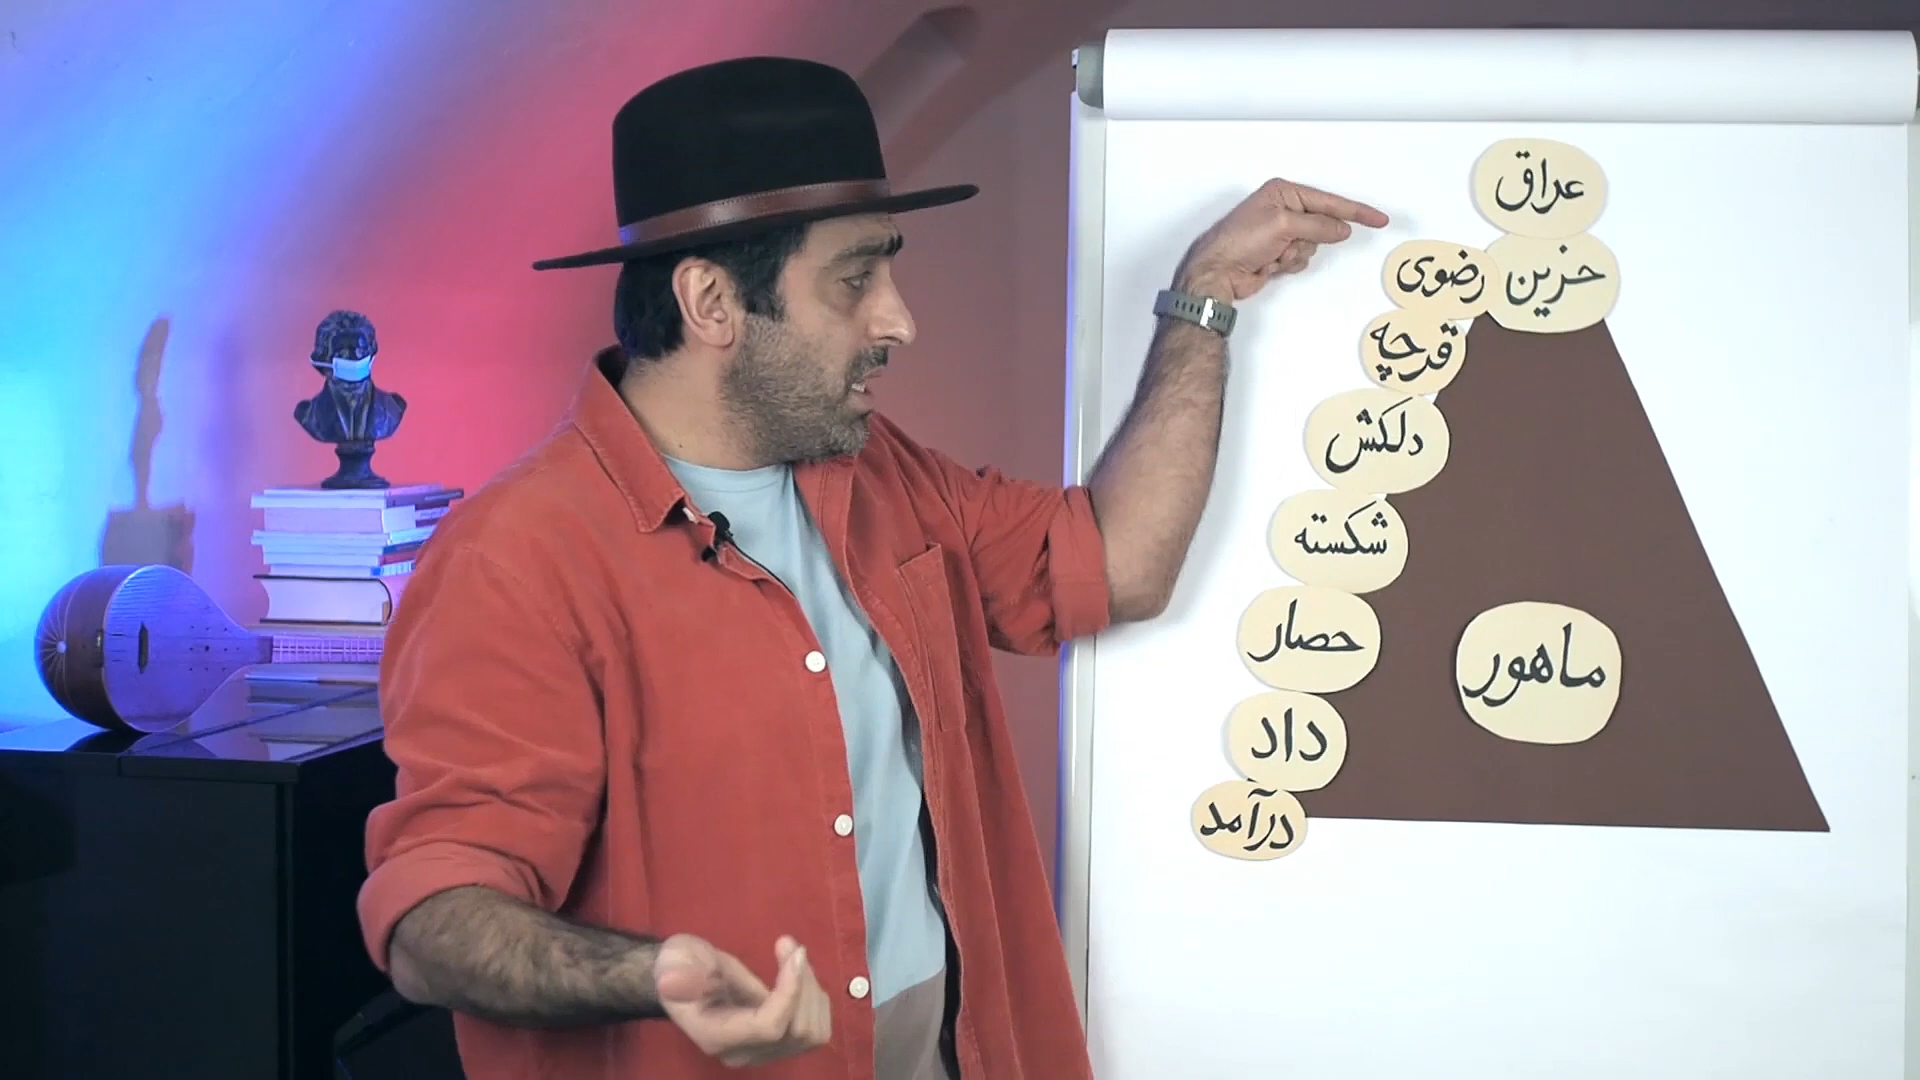 عراق
حزین
رضوی
قرچه
دلکش
شکسته
حصار
ماهور
داد
درآمد